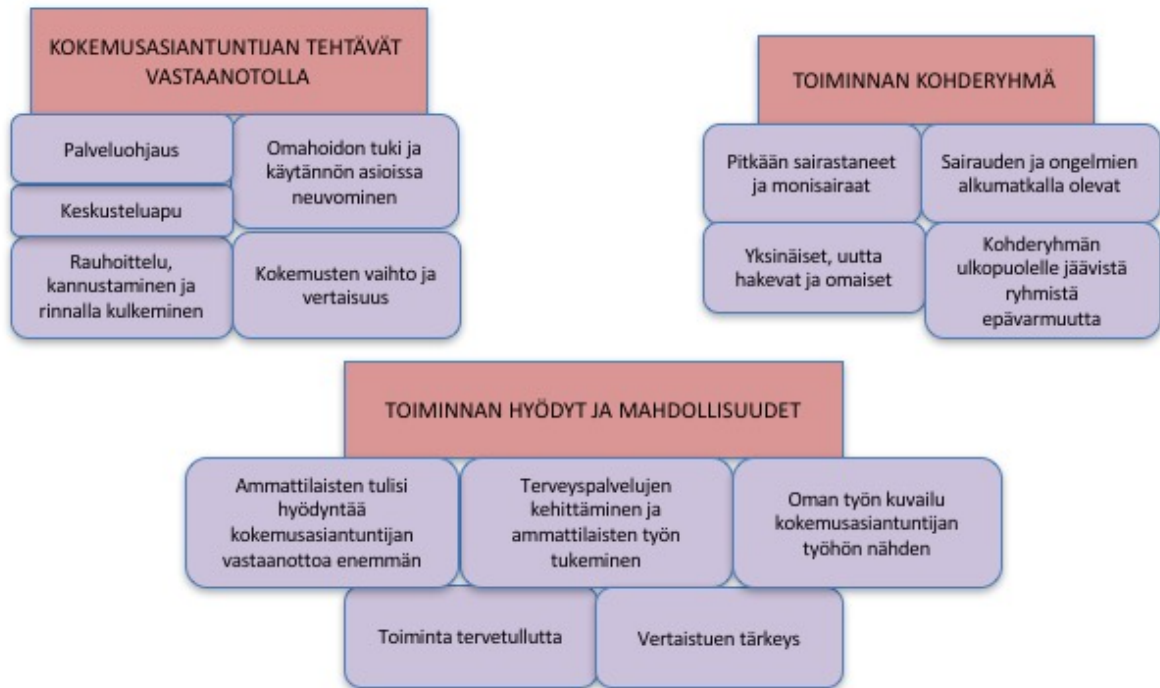 KOKEMUSASIANTUNTIJAN TEHTÄVÄT
VASTAANOTOLLA
Palveluohjaus
Omahoidon tuki ja
käytännön asioissa
neuvominen
Keskusteluapu
Rauhoittelu,
kannustaminen ja
rinnalla kulkeminen
Kokemusten vaihto ja
vertaisuus
TOIMINNAN KOHDERYHMÄ
Pitkään sairastaneet
ja monisairaat
Sairauden ja ongelmien
alkumatkalla olevat
Yksinäiset, uutta
hakevat ja omaiset
Kohderyhmän
ulkopuolelle jäävistä
ryhmistä
epävarmuutta
TOIMINNAN HYÖDYT JA MAHDOLLISUUDET
Ammattilaisten tulisi
hyödyntää
kokemusasiantuntijan
vastaanottoa enemmän
Terveyspalvelujen
kehittäminen ja
ammattilaisten työn
tukeminen
Oman työn kuvailu
kokemusasiantuntijan
työhön nähden
Toiminta tervetullutta
Vertaistuen tärkeys